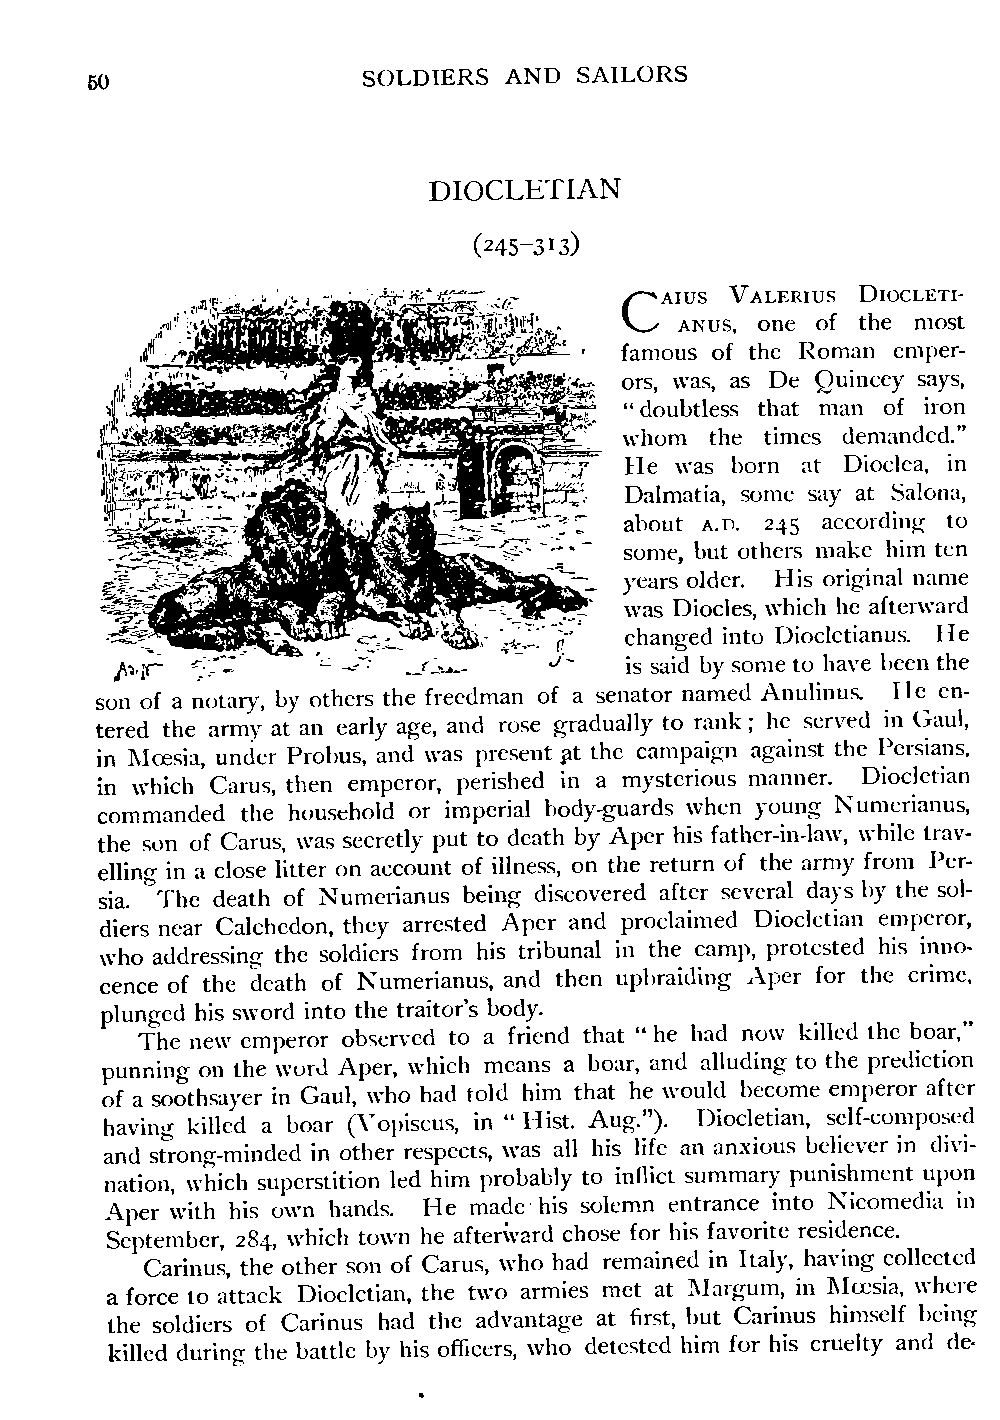 50 SOLDIERS AND SAILORS
DIOCLETIAN
(245–313)
CAIUS VALERIUS DIOCLETI-
ANUS, one of the most
famous of the Roman emper-
ors, was, as De Quincey says,
“doubtless that man of iron
whom the times demanded.”
He was born at Dioclea, in
Dalmatia, some say at Salona,
about A.D. 245 according to
some, but others make him ten
years older. His original name
was Diocles, which he afterward
changed into Diocletianus. He
is said by some to have been the
son of a notary, by others the freedman of a senator named Anulinus. He en-
tered the army at an early age, and rose gradually to rank; he served in Gaul,
in Mœsia, under Probus, and was present at the campaign against the Persians,
in which Carus, then emperor, perished in a mysterious manner. Diocletian
commanded the household or imperial body-guards when young Numerianus,
the son of Carus, was secretly put to death by Aper his father-in-law, while trav-
elling in a close litter on account of illness, on the return of the army from Per-
sia. The death of Numerianus being discovered after several days by the sol-
diers near Calchedon, they arrested Aper and proclaimed Diocletian emperor,
who addressing the soldiers from his tribunal in the camp, protested his inno-
cence of the death of Numerianus, and then upbraiding Aper for the crime,
plunged his sword into the traitor’s body.
The new emperor observed to a friend that “he had now killed the boar,”
punning on the word Aper, which means a boar, and alluding to the prediction
of a soothsayer in Gaul, who had told him that he would become emperor after
having killed a boar (Vopiscus, in “Hist. Aug.”). Diocletian, self-composed
and strong-minded in other respects, was all his life an anxious believer in divi-
nation, which superstition led him probably to inflict summary punishment upon
Aper with his own hands. He made his solemn entrance into Nicomedia in
September, 284, which town he afterward chose for his favorite residence.
Carinus, the other son of Carus, who had remained in Italy, having collected
a force to attack Diocletian, the two armies met at Margum, in Mœsia, where
the soldiers of Carinus had the advantage at first, but Carinus himself being
killed during the battle by his officers, who detested him for his cruelty and de-